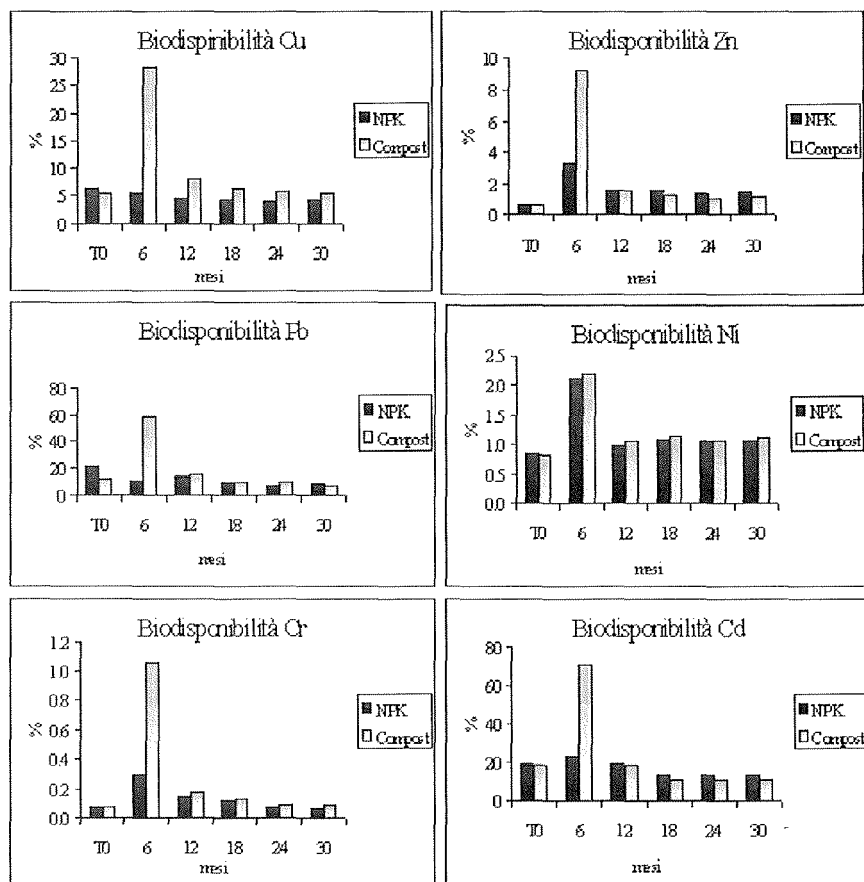 Biodispinibilità Cu
30
25
20
15
10
5
0
%
T0 6 12 18 24 30
mesi
NPK
Compost
Biodisponibilità Zn
10
8
6
4
2
0
%
T0 6 12 18 24 30
mesi
NPK
Compost
Biodisponibilità Pb
80
60
40
20
0
%
T0 6 12 18 24 30
mesi
NPK
Compost
Biodisponibilità Ni
2.5
2.0
1.5
1.0
0.5
0.0
%
T0 6 12 18 24 30
mesi
NPK
Compost
Biodisponibilità Cr
1.2
1.0
0.8
0.6
0.4
0.2
0.0
%
T0 6 12 18 24 30
mesi
NPK
Compost
Biodisponibilità Cd
80
60
40
20
0
%
T0 6 12 18 24 30
mesi
NPK
Compost